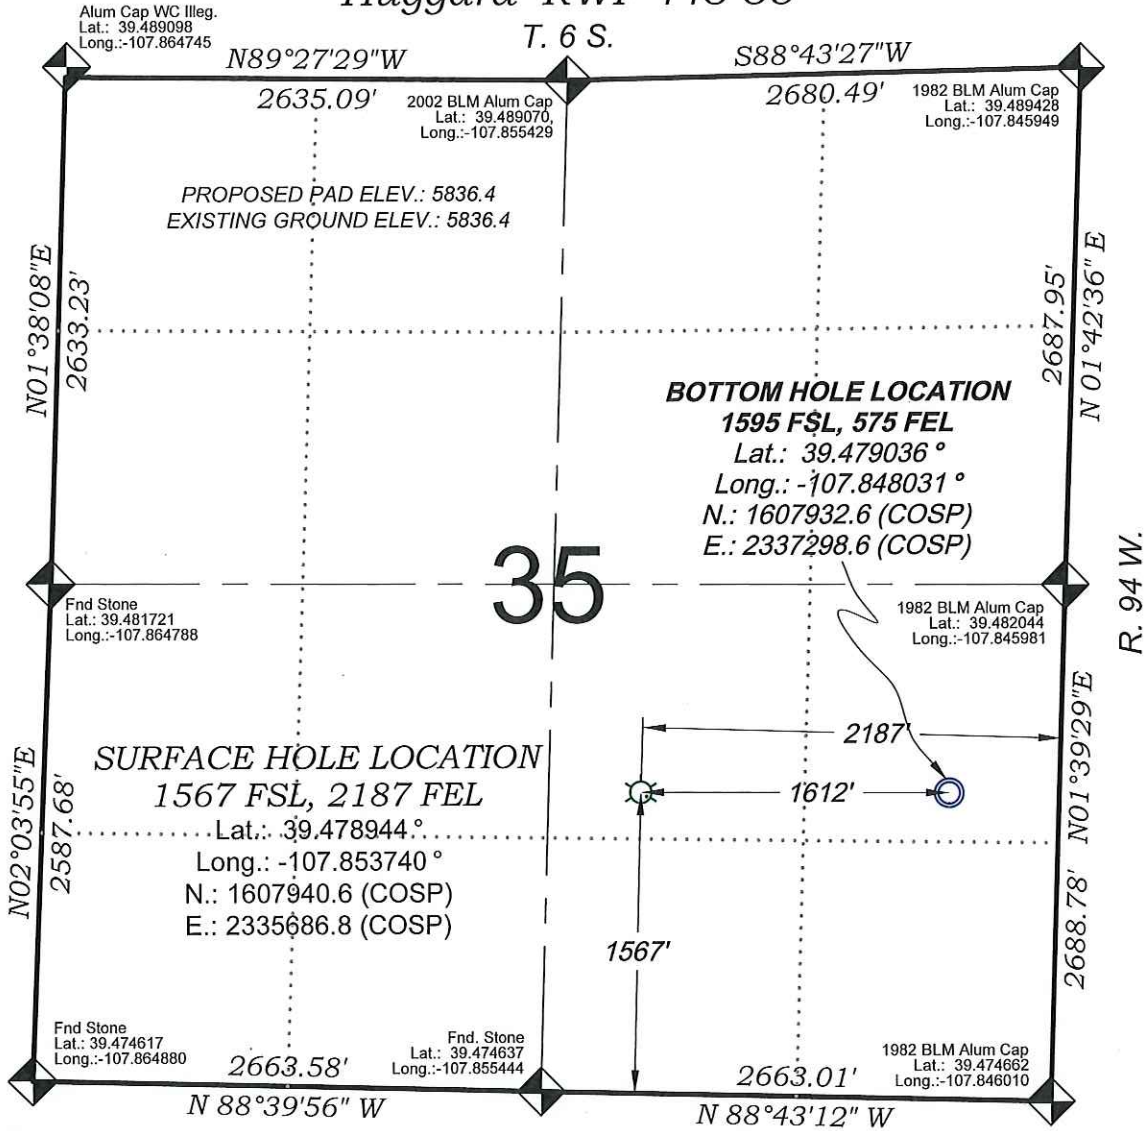 T. 6 S.
Alum Cap WC Illeg.
Lat.: 39.489098
Long.:-107.864745
N89°27'29"W
2635.09'
S88°43'27"W
2680.49'
2002 BLM Alum Cap
Lat.: 39.489070,
Long.:-107.855429
1982 BLM Alum Cap
Lat.: 39.489428
Long.:-107.845949
PROPOSED PAD ELEV.: 5836.4
EXISTING GROUND ELEV.: 5836.4
N01°38'08"E
2633.23'
2687.95'
N 01°42'36" E
BOTTOM HOLE LOCATION
1595 FSL, 575 FEL
Lat.: 39.479036 °
Long.: -107.848031 °
N.: 1607932.6 (COSP)
E.: 2337298.6 (COSP)
35
R. 94 W.
Fnd Stone
Lat.: 39.481721
Long.:-107.864788
1982 BLM Alum Cap
Lat.: 39.482044
Long.:-107.845981
2187'
1612'
1567'
SURFACE HOLE LOCATION
1567 FSL, 2187 FEL
Lat.: 39.478944 °
Long.: -107.853740 °
N.: 1607940.6 (COSP)
E.: 2335686.8 (COSP)
N02°03'55"E
2587.68'
N01°39'29"E
2688.78'
Fnd Stone
Lat.: 39.474617
Long.:-107.864880
Fnd. Stone
Lat.: 39.474637
Long.:-107.855444
1982 BLM Alum Cap
Lat.: 39.474662
Long.:-107.846010
2663.58'
N 88°39'56" W
2663.01'
N 88°43'12" W